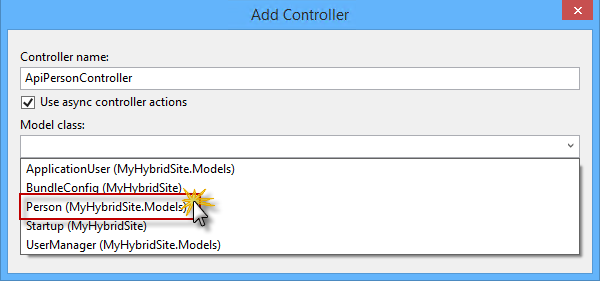 Add Controller
Controller name:
ApiPersonController
Use async controller actions
Model class:
ApplicationUser (MyHybridSite.Models)
BundleConfig (MyHybridSite)
Person (MyHybridSite.Models)
Startup (MyHybridSite)
UserManager (MyHybridSite.Models)